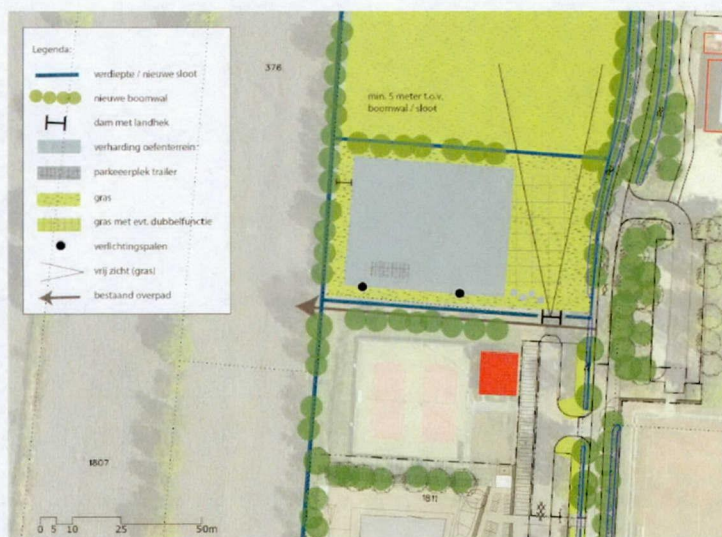 Legenda:
verdiepte / nieuwe sloot
nieuwe boomwal
dam met landhek
verharding oefenterrein:
parkeeerplek trailer
gras
gras met evt. dubbelfunctie
verlichtingspalen
vrij zicht (gras)
bestaand overpad
376
min. 5 meter t.o.v.
boomwal / sloot
1807
1811
0 5 10 25 50m